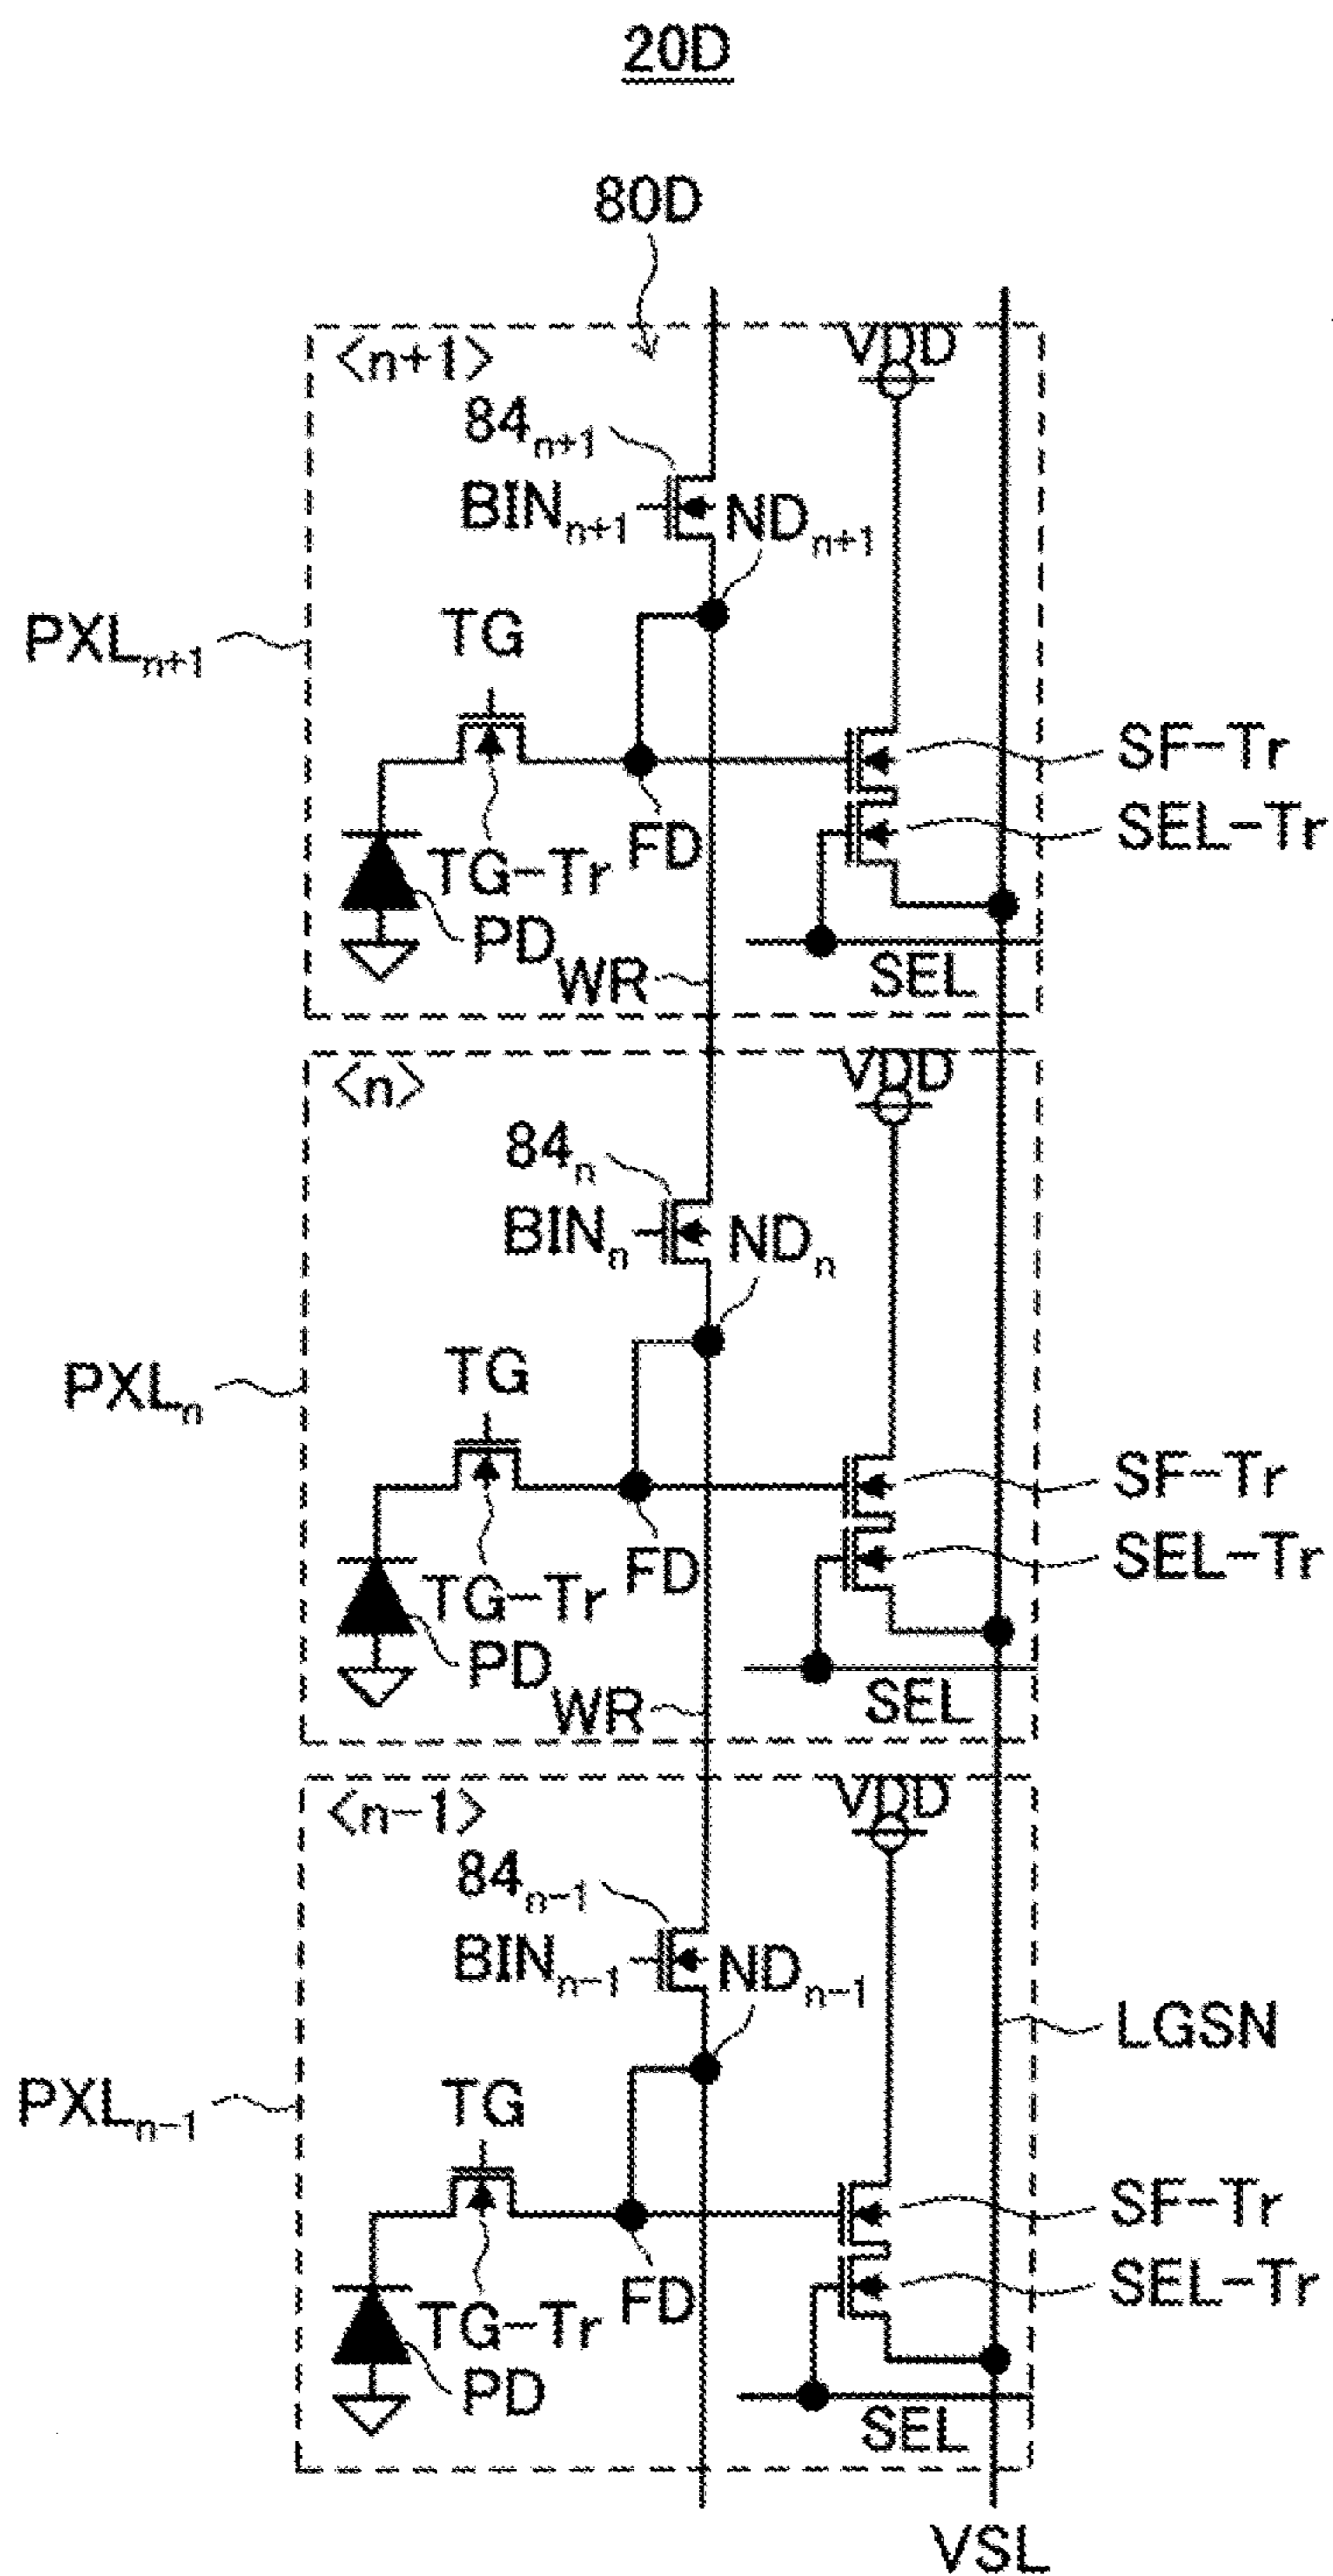 20D
80D
<n+1>
VDD
84n+1
BINn+1
NDn+1
PXLn+1
TG
SF-Tr
SEL-Tr
FD
TG-Tr
PD
WR
SEL
<n>
VDD
84n
BINn
NDn
TG
PXLn
SF-Tr
SEL-Tr
FD
TG-Tr
PD
WR
SEL
<n-1>
VDD
84n-1
BINn-1
NDn-1
LGSN
PXLn-1
TG
SF-Tr
SEL-Tr
FD
TG-Tr
PD
SEL
VSL